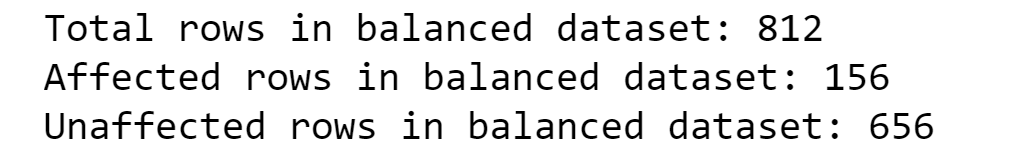 Total rows in balanced dataset: 812
Affected rows in balanced dataset: 156
Unaffected rows in balanced dataset: 656